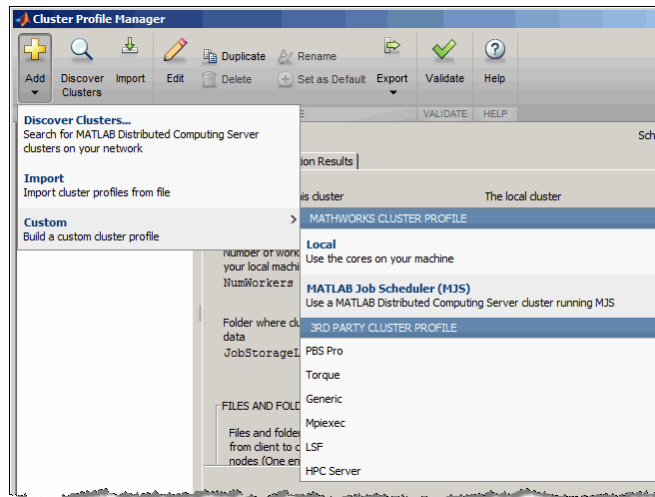 Cluster Profile Manager
Add
Discover Clusters
Import
Edit
Duplicate
Delete
Rename
Set as Default
Export
Validate
Help
VALIDATE
HELP
Discover Clusters...
Search for MATLAB Distributed Computing Server
clusters on your network
Import
Import cluster profiles from file
Custom
Build a custom cluster profile
ion Results
is cluster
The local cluster
MATHWORKS CLUSTER PROFILE
Local
Use the cores on your machine
MATLAB Job Scheduler (MJS)
Use a MATLAB Distributed Computing Server cluster running MJS
3RD PARTY CLUSTER PROFILE
PBS Pro
Torque
Generic
Mpiexec
LSF
HPC Server
Number of work
your local machi
NumWorkers
Folder where clu
data
JobStorageL
FILES AND FOLD
Files and folder
from client to c
nodes (One en